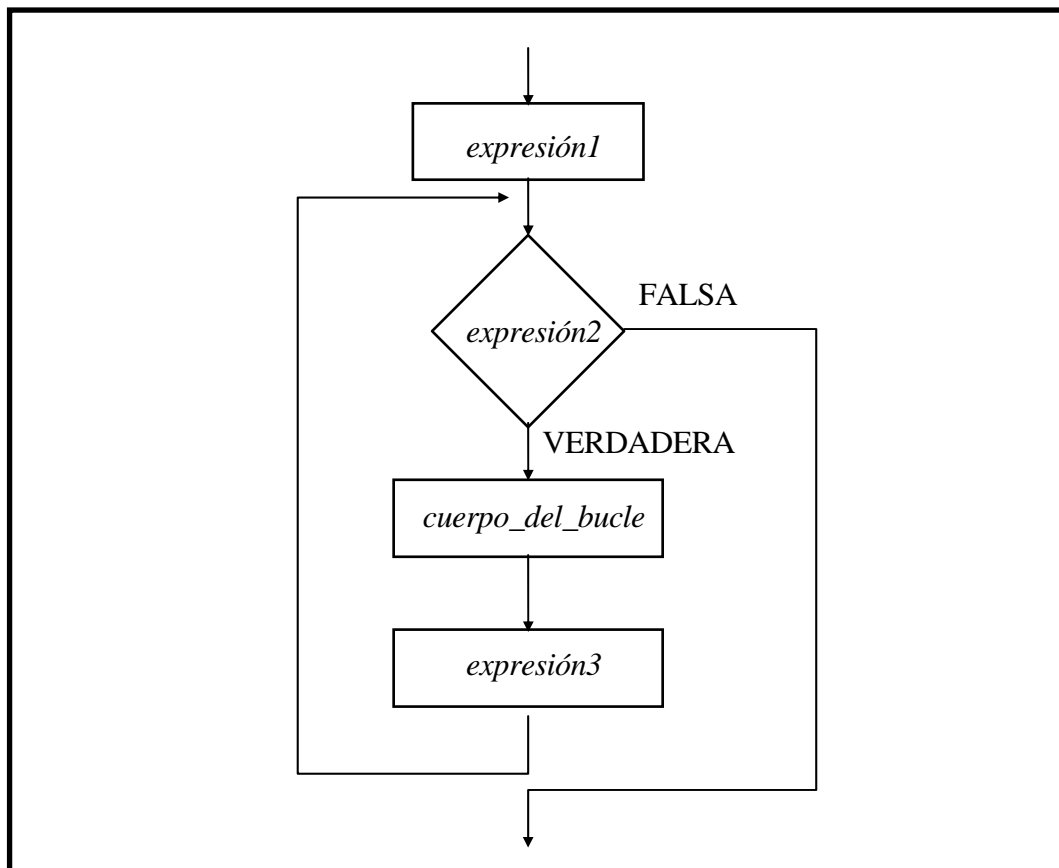 expresión1
FALSA
expresión2
VERDADERA
cuerpo_del_bucle
expresión3